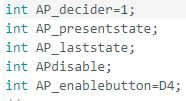 int AP_decider=1;
int AP_presentstate;
int AP_laststate;
int APdisable;
int AP_enablebutton=D4;